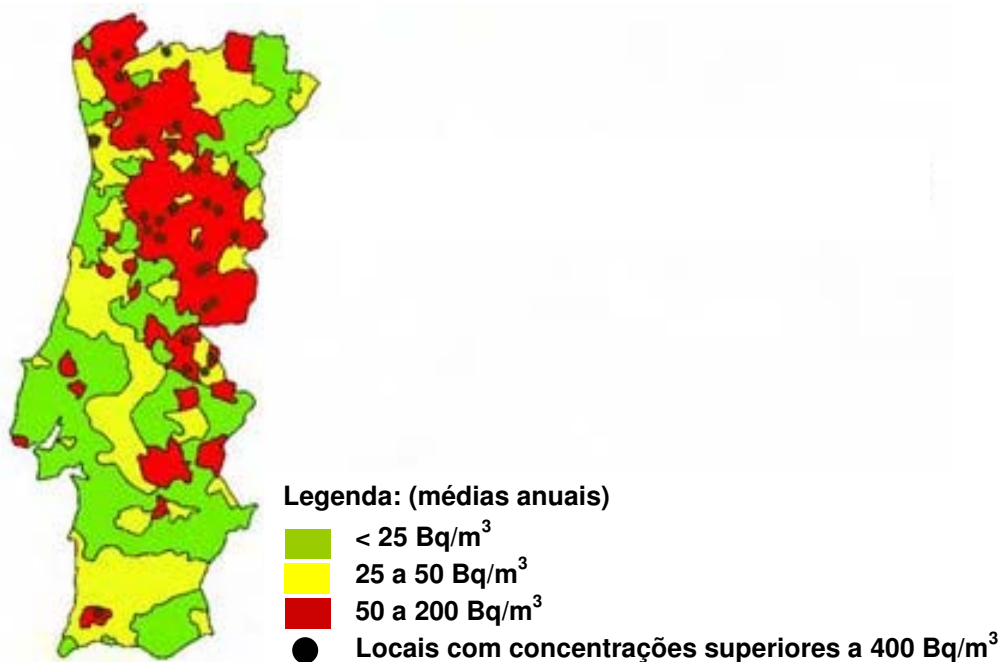 Legenda: (médias anuais)
< 25 Bq/m³
25 a 50 Bq/m³
50 a 200 Bq/m³
Locais com concentrações superiores a 400 Bq/m³